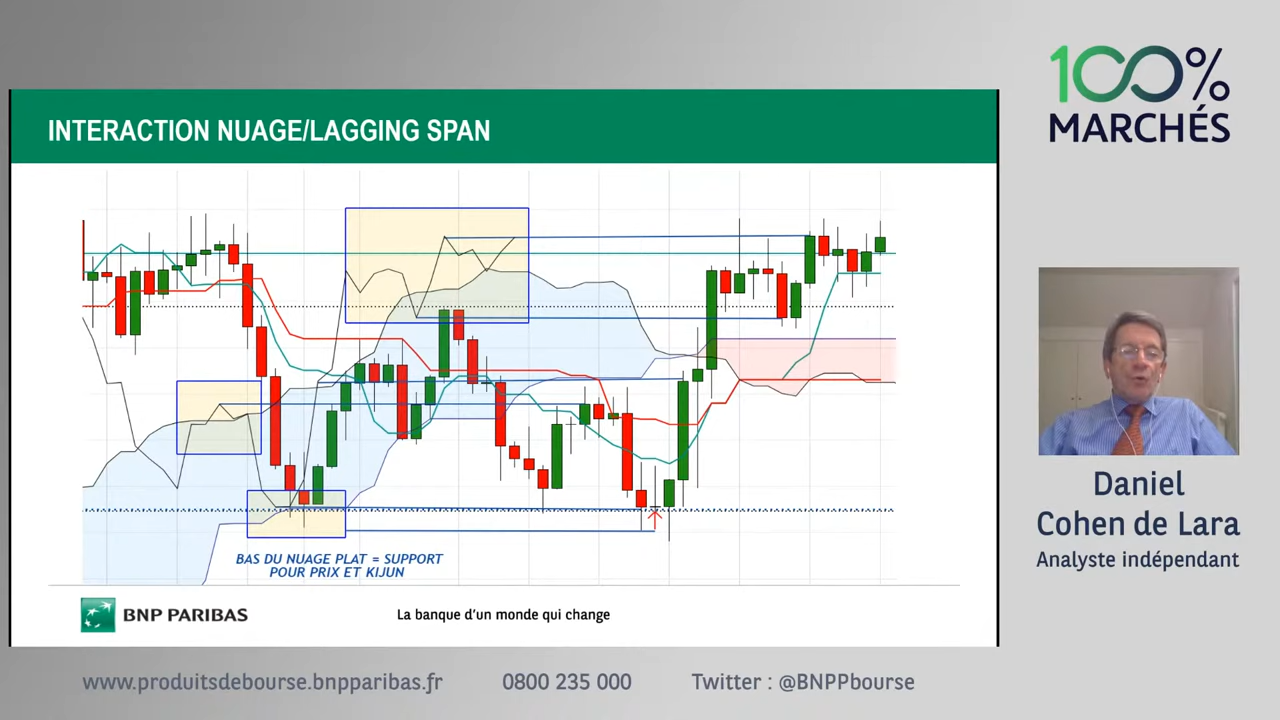 INTERACTION NUAGE/LAGGING SPAN
100%
MARCHÉS
BAS DU NUAGE PLAT = SUPPORT
POUR PRIX ET KIJUN
Daniel
Cohen de Lara
Analyste indépendant
BNP PARIBAS
La banque d'un monde qui change
www.produitsdebourse.bnpparibas.fr
0800 235 000
Twitter : @BNPPbourse